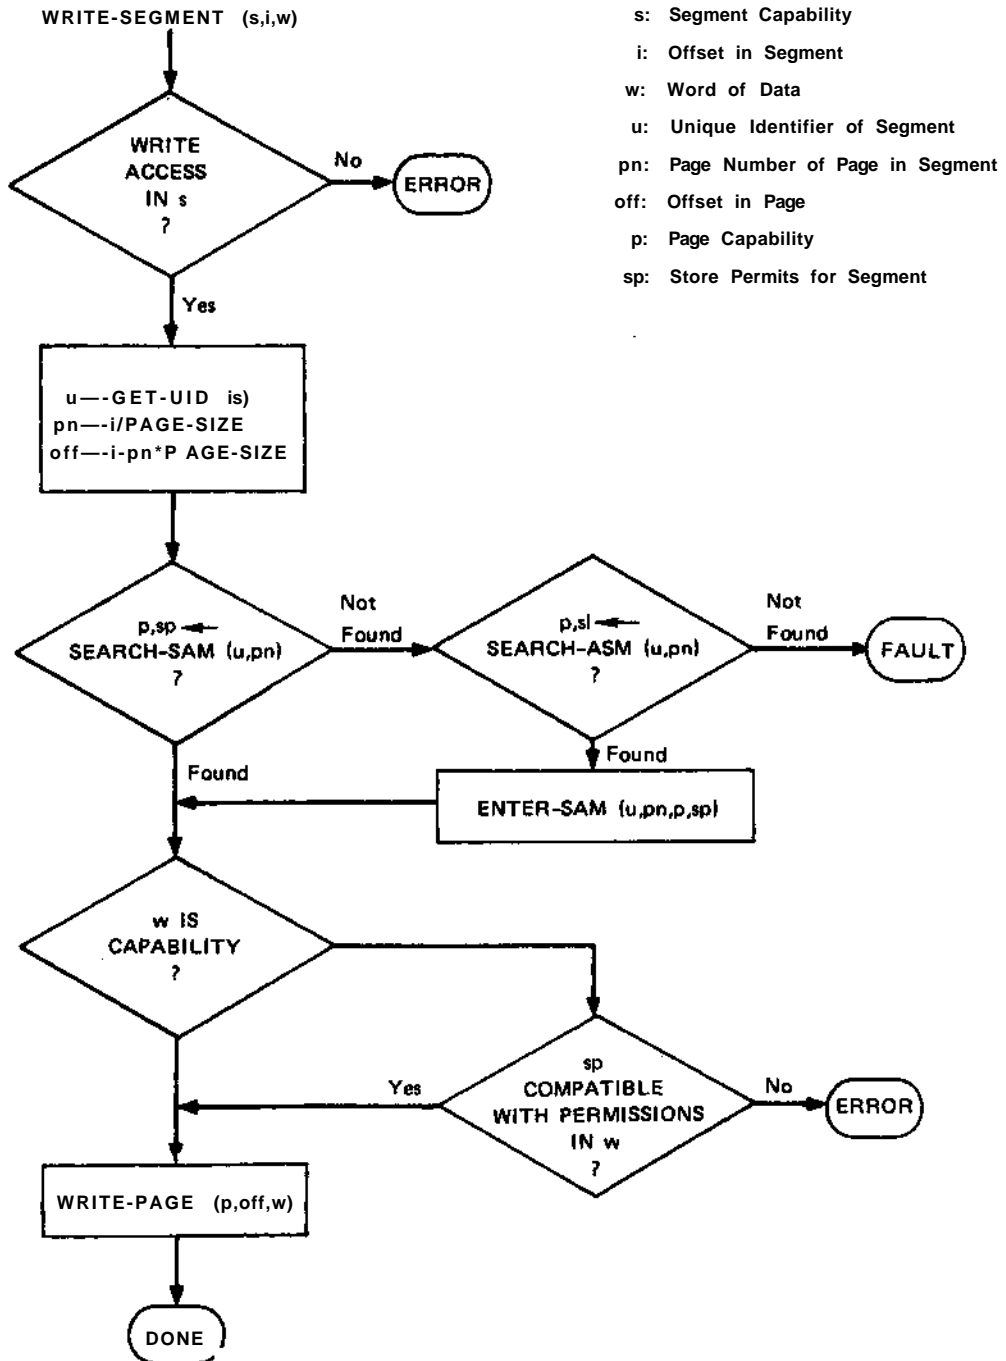 WRITE-SEGMENT (s,i,w)
s: Segment Capability
i: Offset in Segment
w: Word of Data
u: Unique Identifier of Segment
pn: Page Number of Page in Segment
off: Offset in Page
p: Page Capability
sp: Store Permits for Segment
WRITE
ACCESS
IN s
?
No
ERROR
Yes
u—-GET-UID is)
pn—-i/PAGE-SIZE
off—-i-pn*P AGE-SIZE
p,sp ←
SEARCH-SAM (u,pn)
?
Not
Found
p,sl ←
SEARCH-ASM (u,pn)
?
Not
Found
FAULT
Found
Found
ENTER-SAM (u,pn,p,sp)
w IS
CAPABILITY
?
sp
COMPATIBLE
WITH PERMISSIONS
IN w
?
Yes
No
ERROR
WRITE-PAGE (p,off,w)
DONE